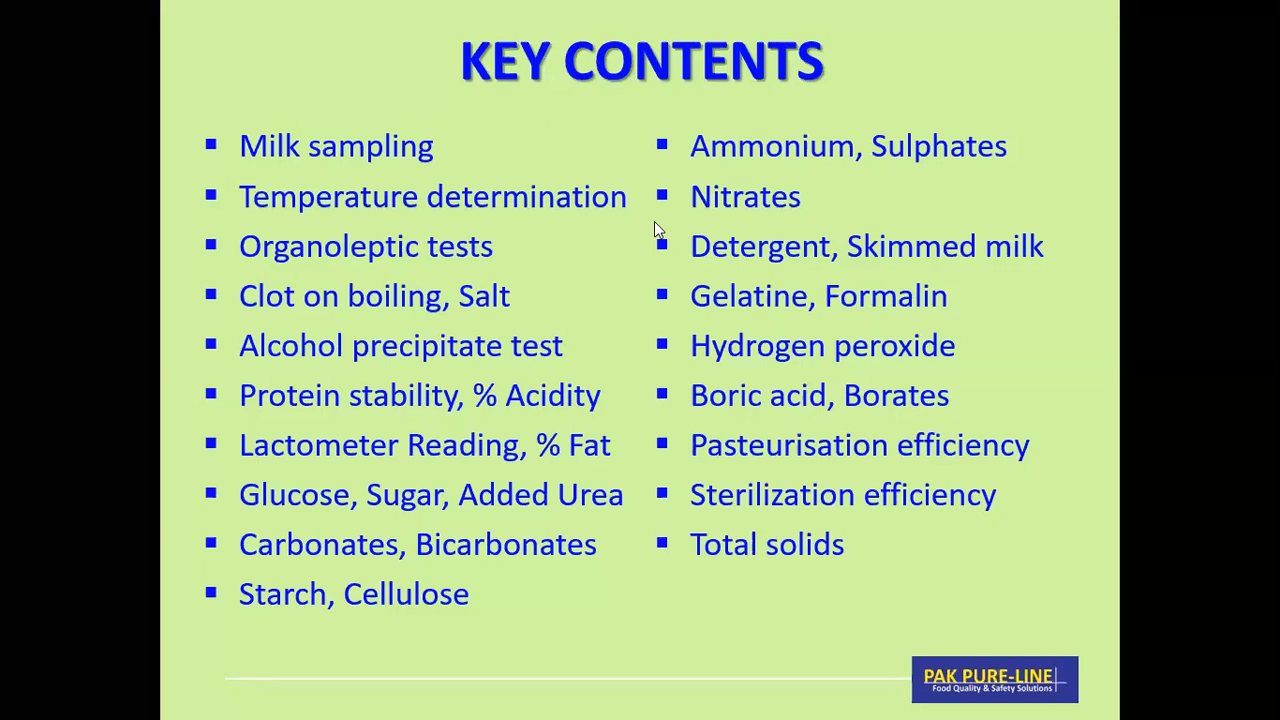 KEY CONTENTS
Milk sampling
Temperature determination
Organoleptic tests
Clot on boiling, Salt
Alcohol precipitate test
Protein stability, % Acidity
Lactometer Reading, % Fat
Glucose, Sugar, Added Urea
Carbonates, Bicarbonates
Starch, Cellulose
Ammonium, Sulphates
Nitrates
Detergent, Skimmed milk
Gelatine, Formalin
Hydrogen peroxide
Boric acid, Borates
Pasteurisation efficiency
Sterilization efficiency
Total solids
PAK PURE-LINE
Food Quality & Safety Solutions